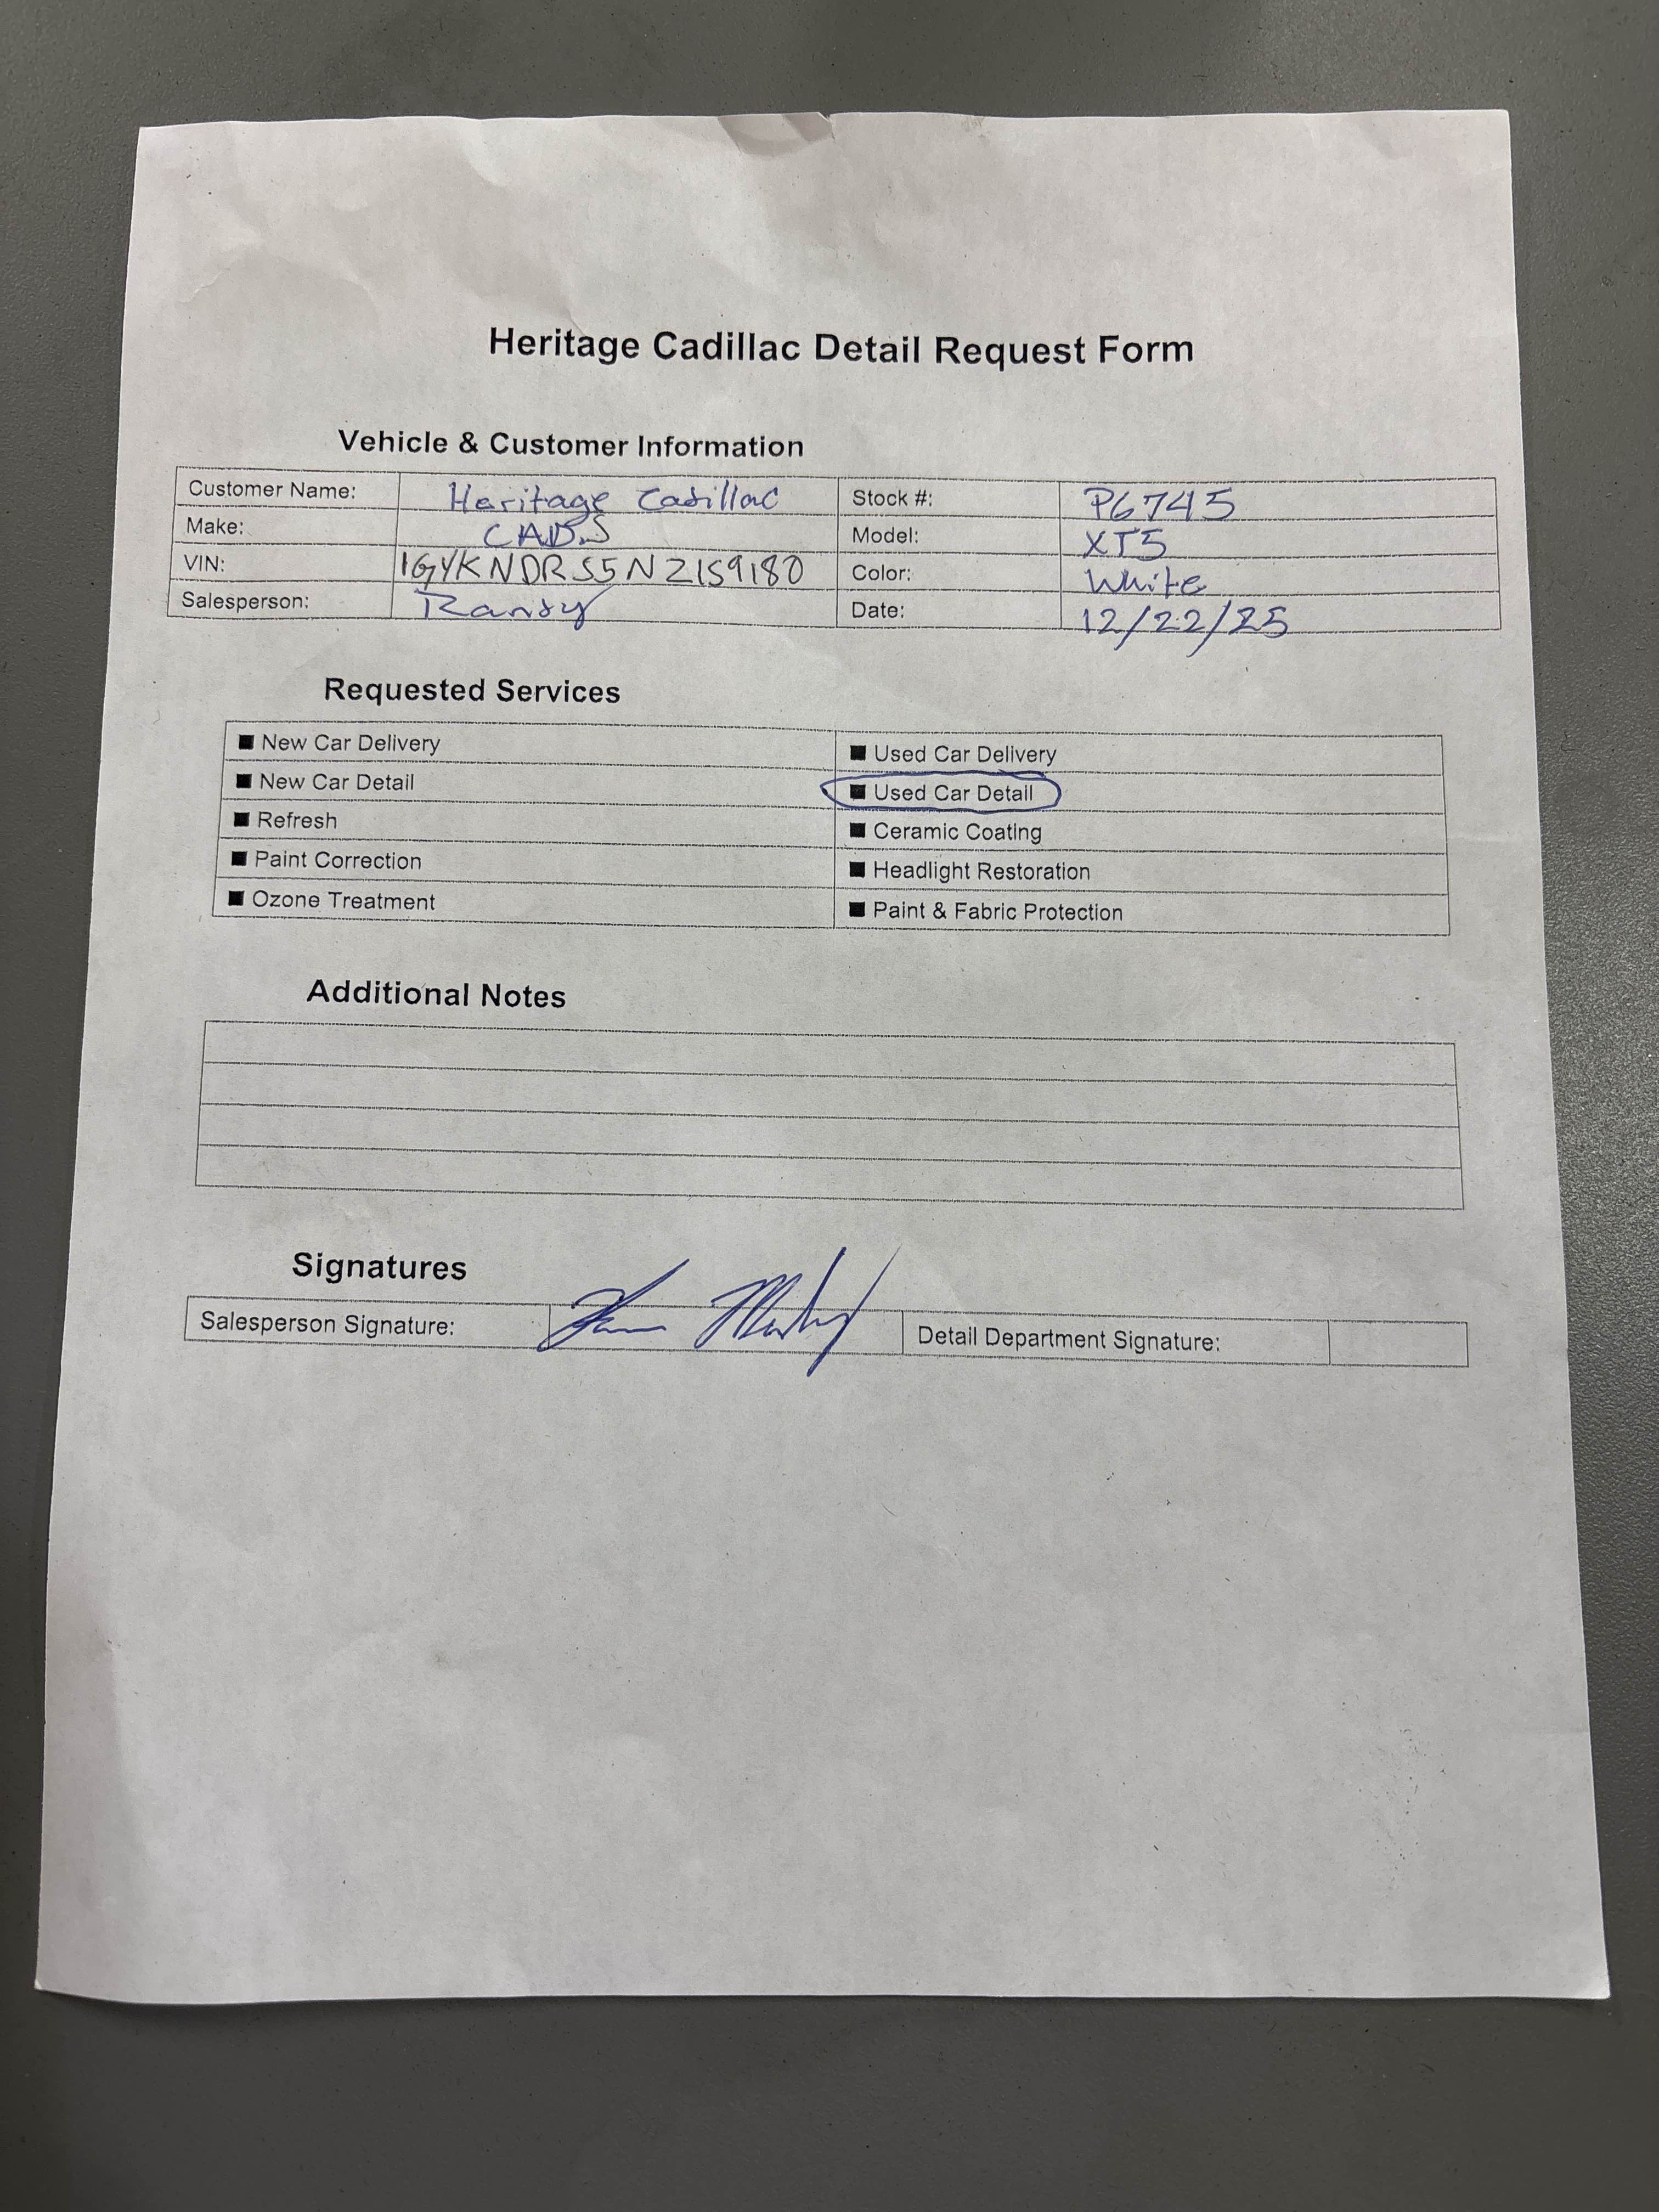 Heritage Cadillac Detail Request Form
Vehicle & Customer Information
Customer Name: Heritage Cadillac Stock #: P6745
Make: CAD.S Model: XT5
VIN: 1GYKNDRS5NZ159180 Color: White
Salesperson: Randy Date: 12/22/25
Requested Services
■ New Car Delivery ■ Used Car Delivery
■ New Car Detail ■ Used Car Detail
■ Refresh ■ Ceramic Coating
■ Paint Correction ■ Headlight Restoration
■ Ozone Treatment ■ Paint & Fabric Protection
Additional Notes
Signatures
Salesperson Signature: Detail Department Signature: